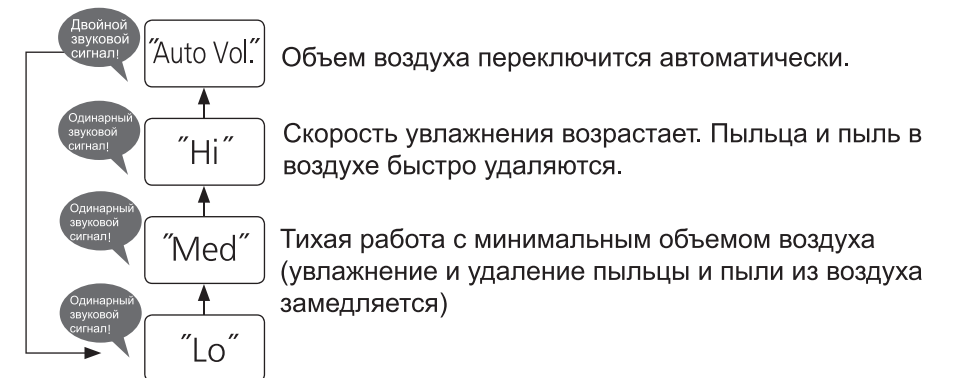 Двойной
звуковой
сигнал!
"Auto Vol."
Объем воздуха переключится автоматически.
Одинарный
звуковой
сигнал!
"Hi"
Скорость увлажнения возрастает. Пыльца и пыль в
воздухе быстро удаляются.
Одинарный
звуковой
сигнал!
"Med"
Тихая работа с минимальным объемом воздуха
(увлажнение и удаление пыльцы и пыли из воздуха
замедляется)
Одинарный
звуковой
сигнал!
"Lo"